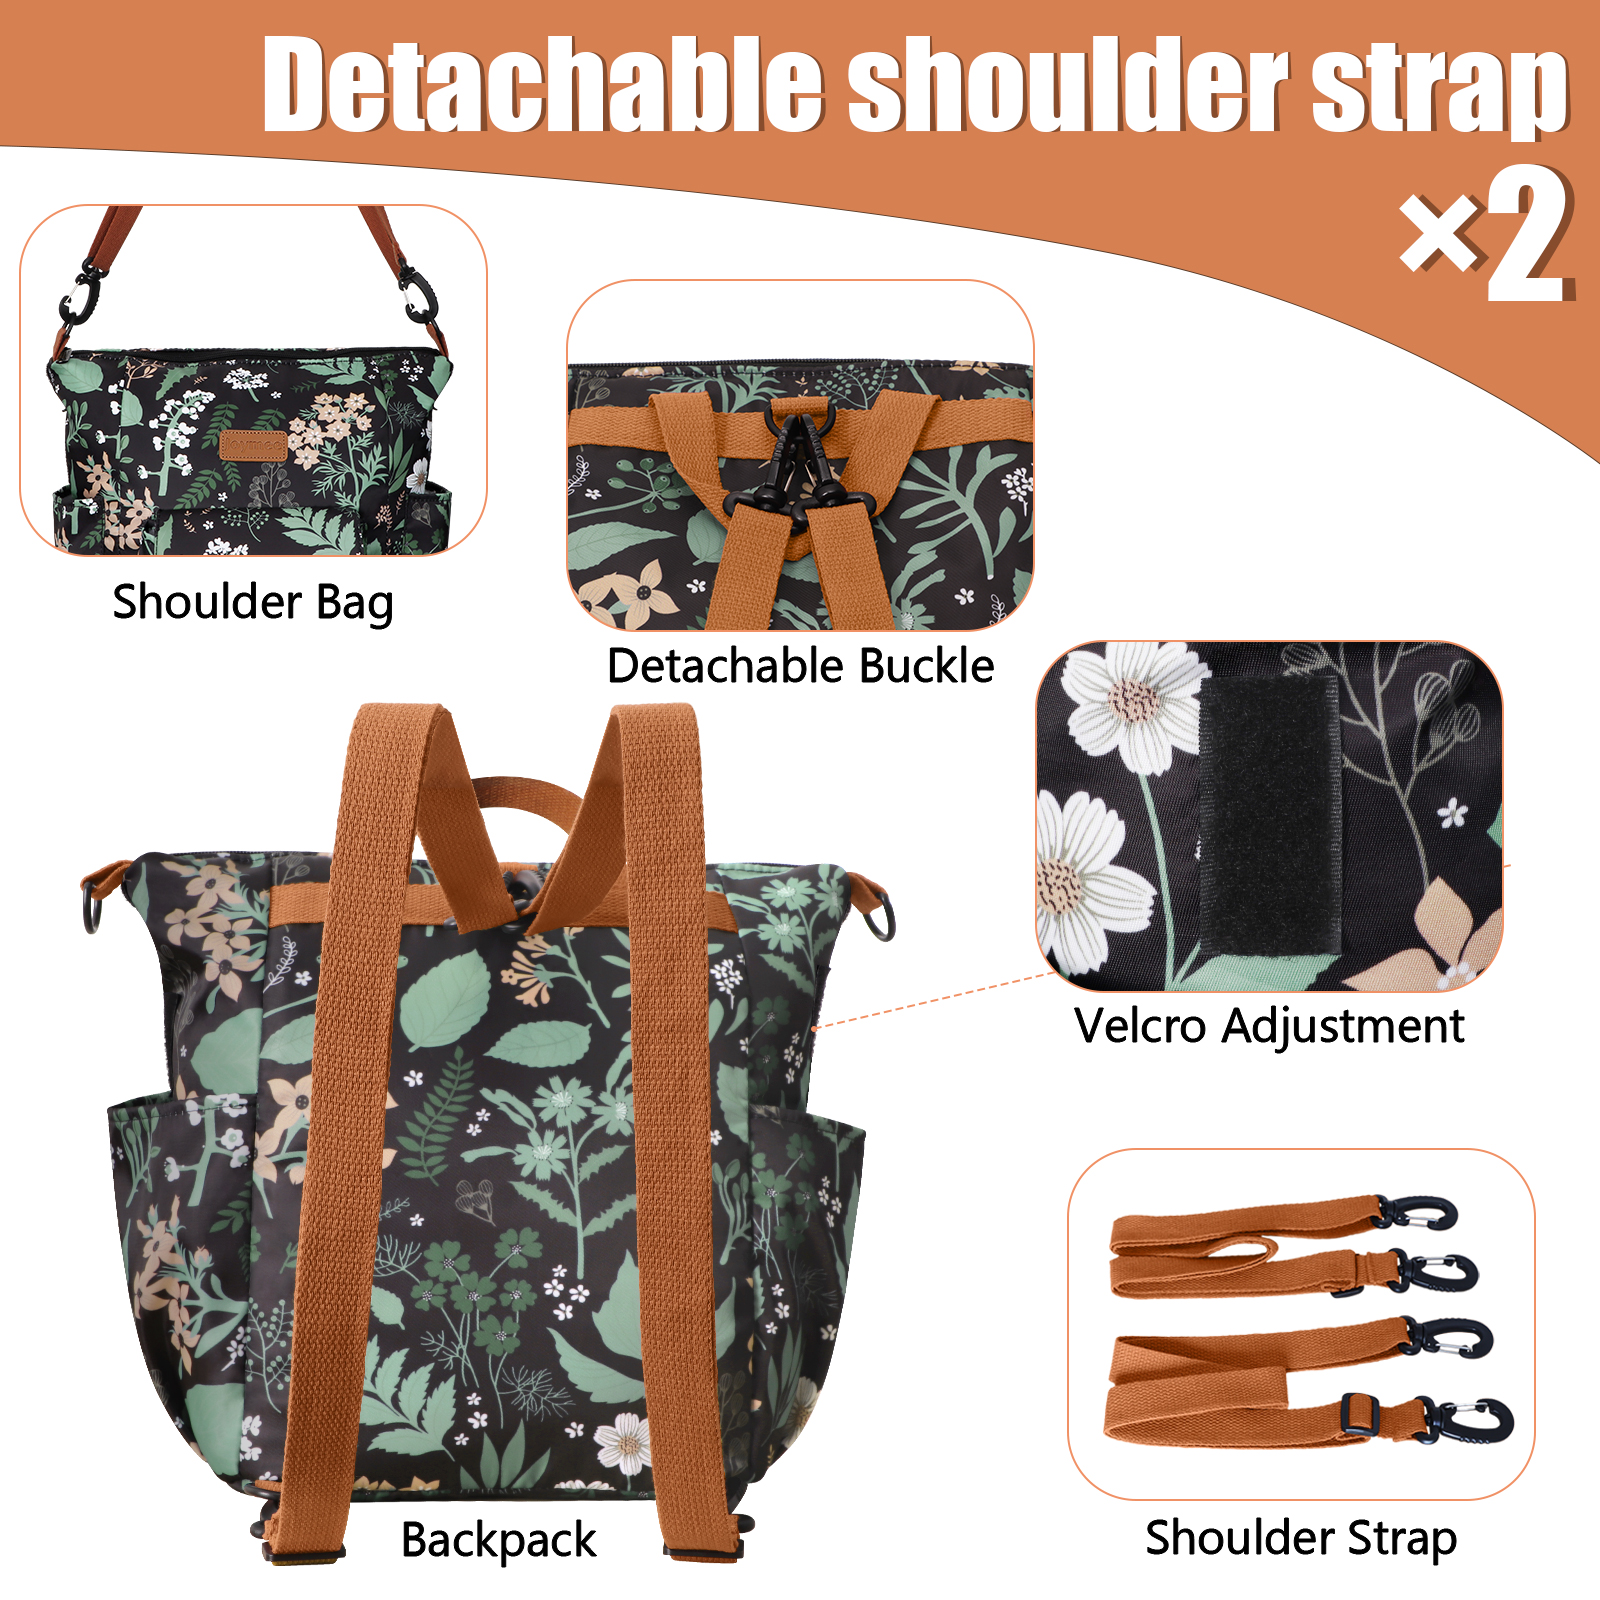 Detachable shoulder strap
×2
Shoulder Bag
Detachable Buckle
Velcro Adjustment
Backpack
Shoulder Strap